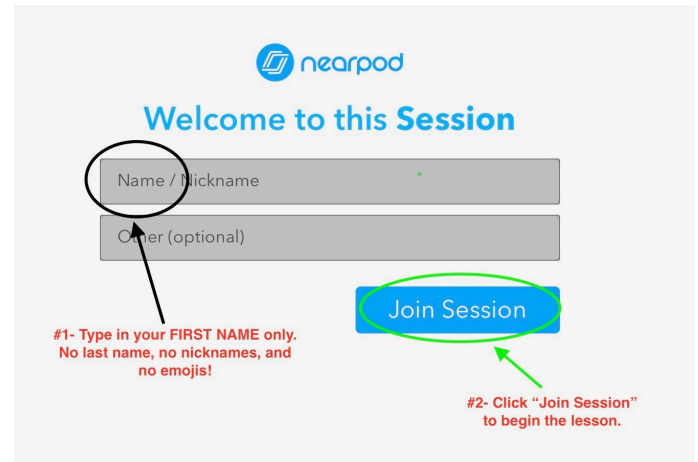 nearpod
Welcome to this Session
Name / Nickname
Other (optional)
Join Session
#1- Type in your FIRST NAME only.
No last name, no nicknames, and
no emojis!
#2- Click “Join Session”
to begin the lesson.